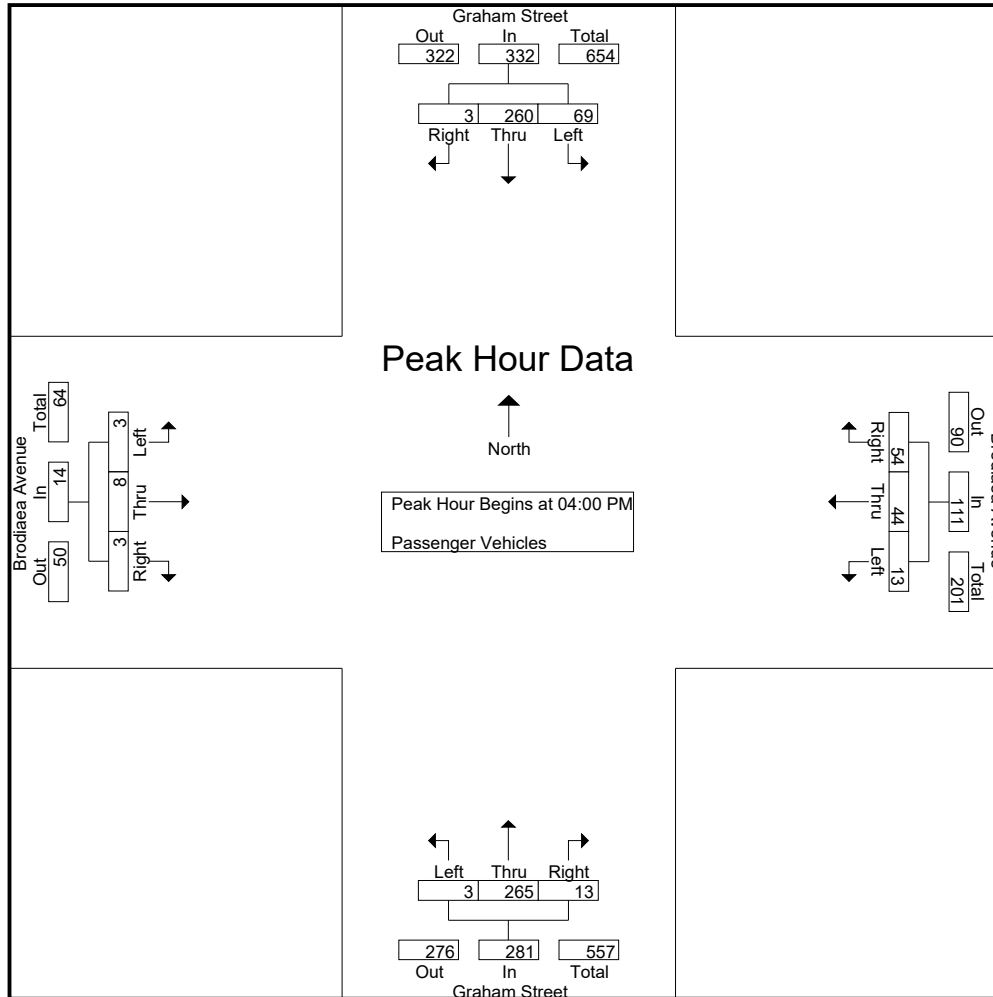 Graham Street
Out In Total
322 332 654
3 260 69
Right Thru Left
Peak Hour Data
North
Peak Hour Begins at 04:00 PM
Passenger Vehicles
Brodiaea Avenue
Total In Out
64 14 50
3 8 3
Left Thru Right
Right Thru Left
54 44 13
90 111 201
Out In Total
Left Thru Right
3 265 13
276 281 557
Out In Total
Graham Street